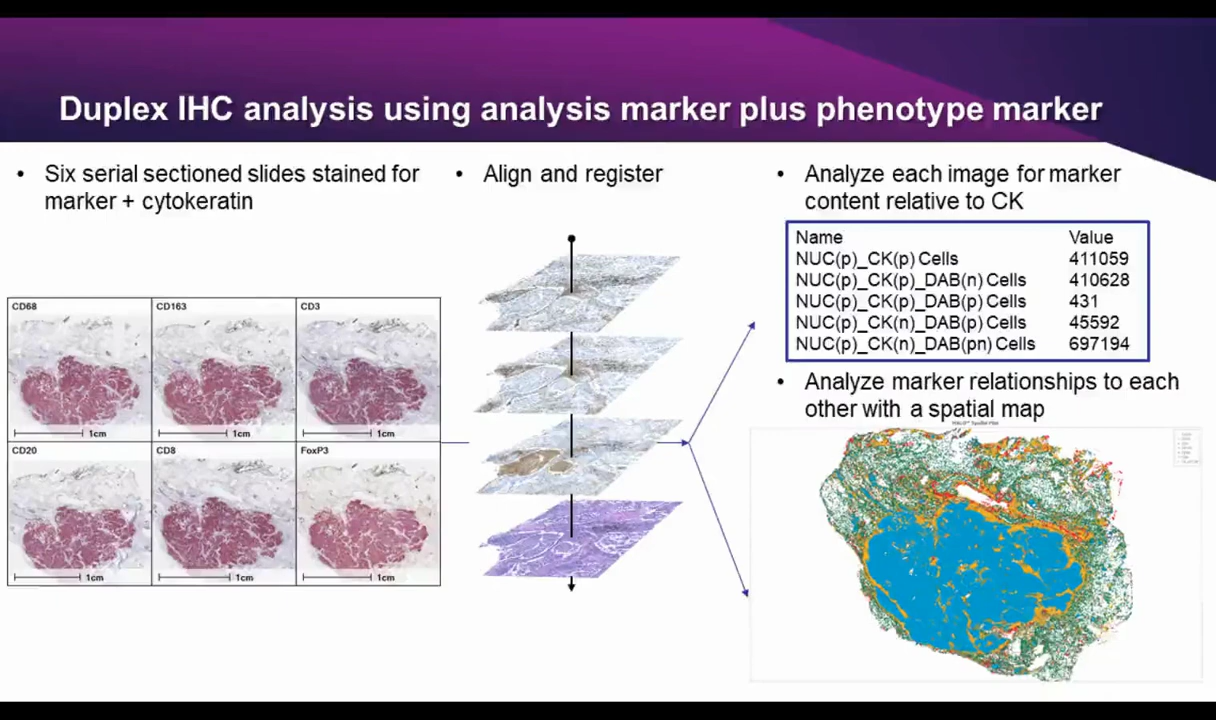 Duplex IHC analysis using analysis marker plus phenotype marker
• Six serial sectioned slides stained for
marker + cytokeratin
CD68
CD163
CD3
1cm
1cm
1cm
CD20
CD8
FoxP3
1cm
1cm
1cm
• Align and register
• Analyze each image for marker
content relative to CK
Name Value
NUC(p)_CK(p) Cells 411059
NUC(p)_CK(p)_DAB(n) Cells 410628
NUC(p)_CK(p)_DAB(p) Cells 431
NUC(p)_CK(n)_DAB(p) Cells 45592
NUC(p)_CK(n)_DAB(pn) Cells 697194
• Analyze marker relationships to each
other with a spatial map